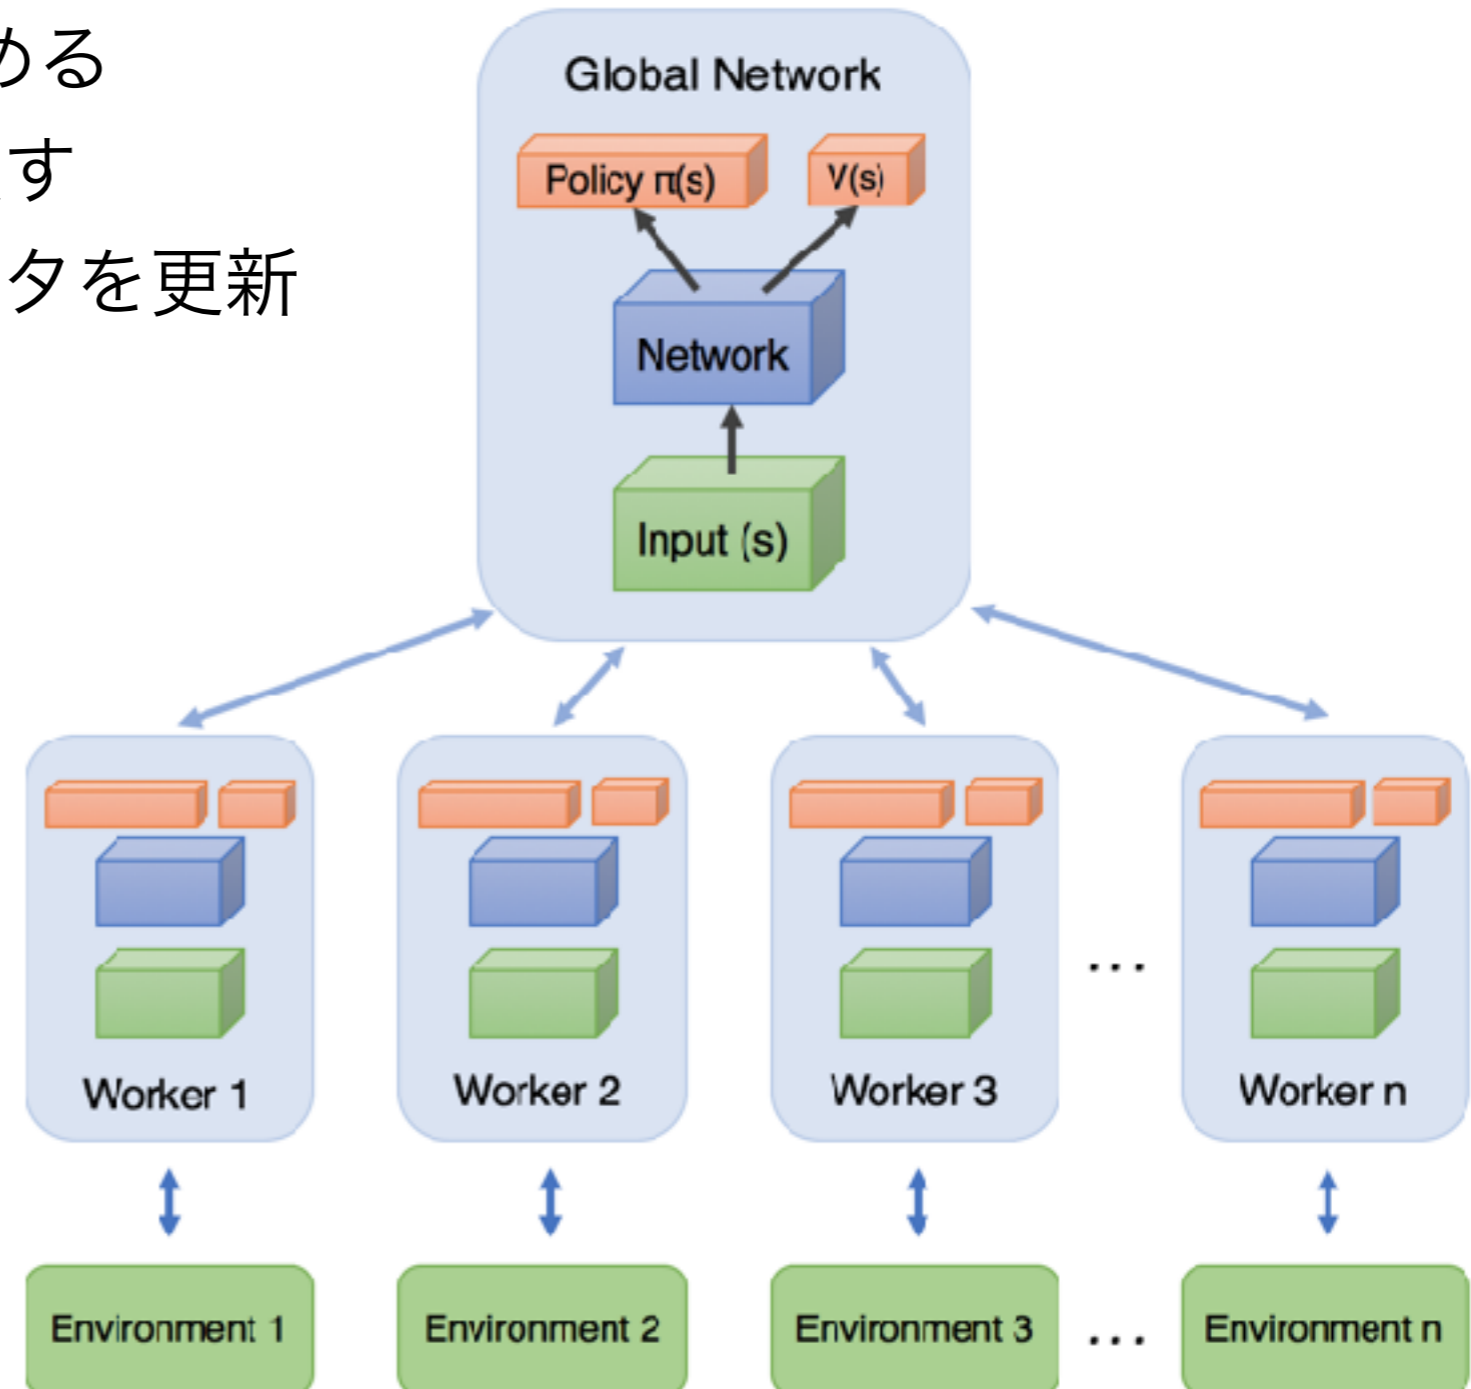 める
す
タを更新
Global Network
Policy π(s)
V(s)
Network
Input (s)
Worker 1
Worker 2
Worker 3
...
Worker n
Environment 1
Environment 2
Environment 3
...
Environment n